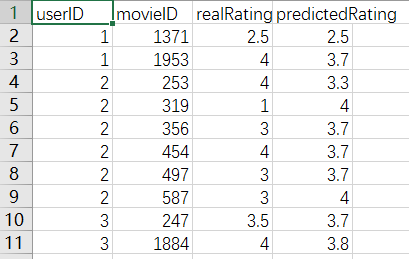 1 userID movieID realRating predictedRating
2 1 1371 2.5 2.5
3 1 1953 4 3.7
4 2 253 4 3.3
5 2 319 1 4
6 2 356 3 3.7
7 2 454 4 3.7
8 2 497 3 3.7
9 2 587 3 4
10 3 247 3.5 3.7
11 3 1884 4 3.8